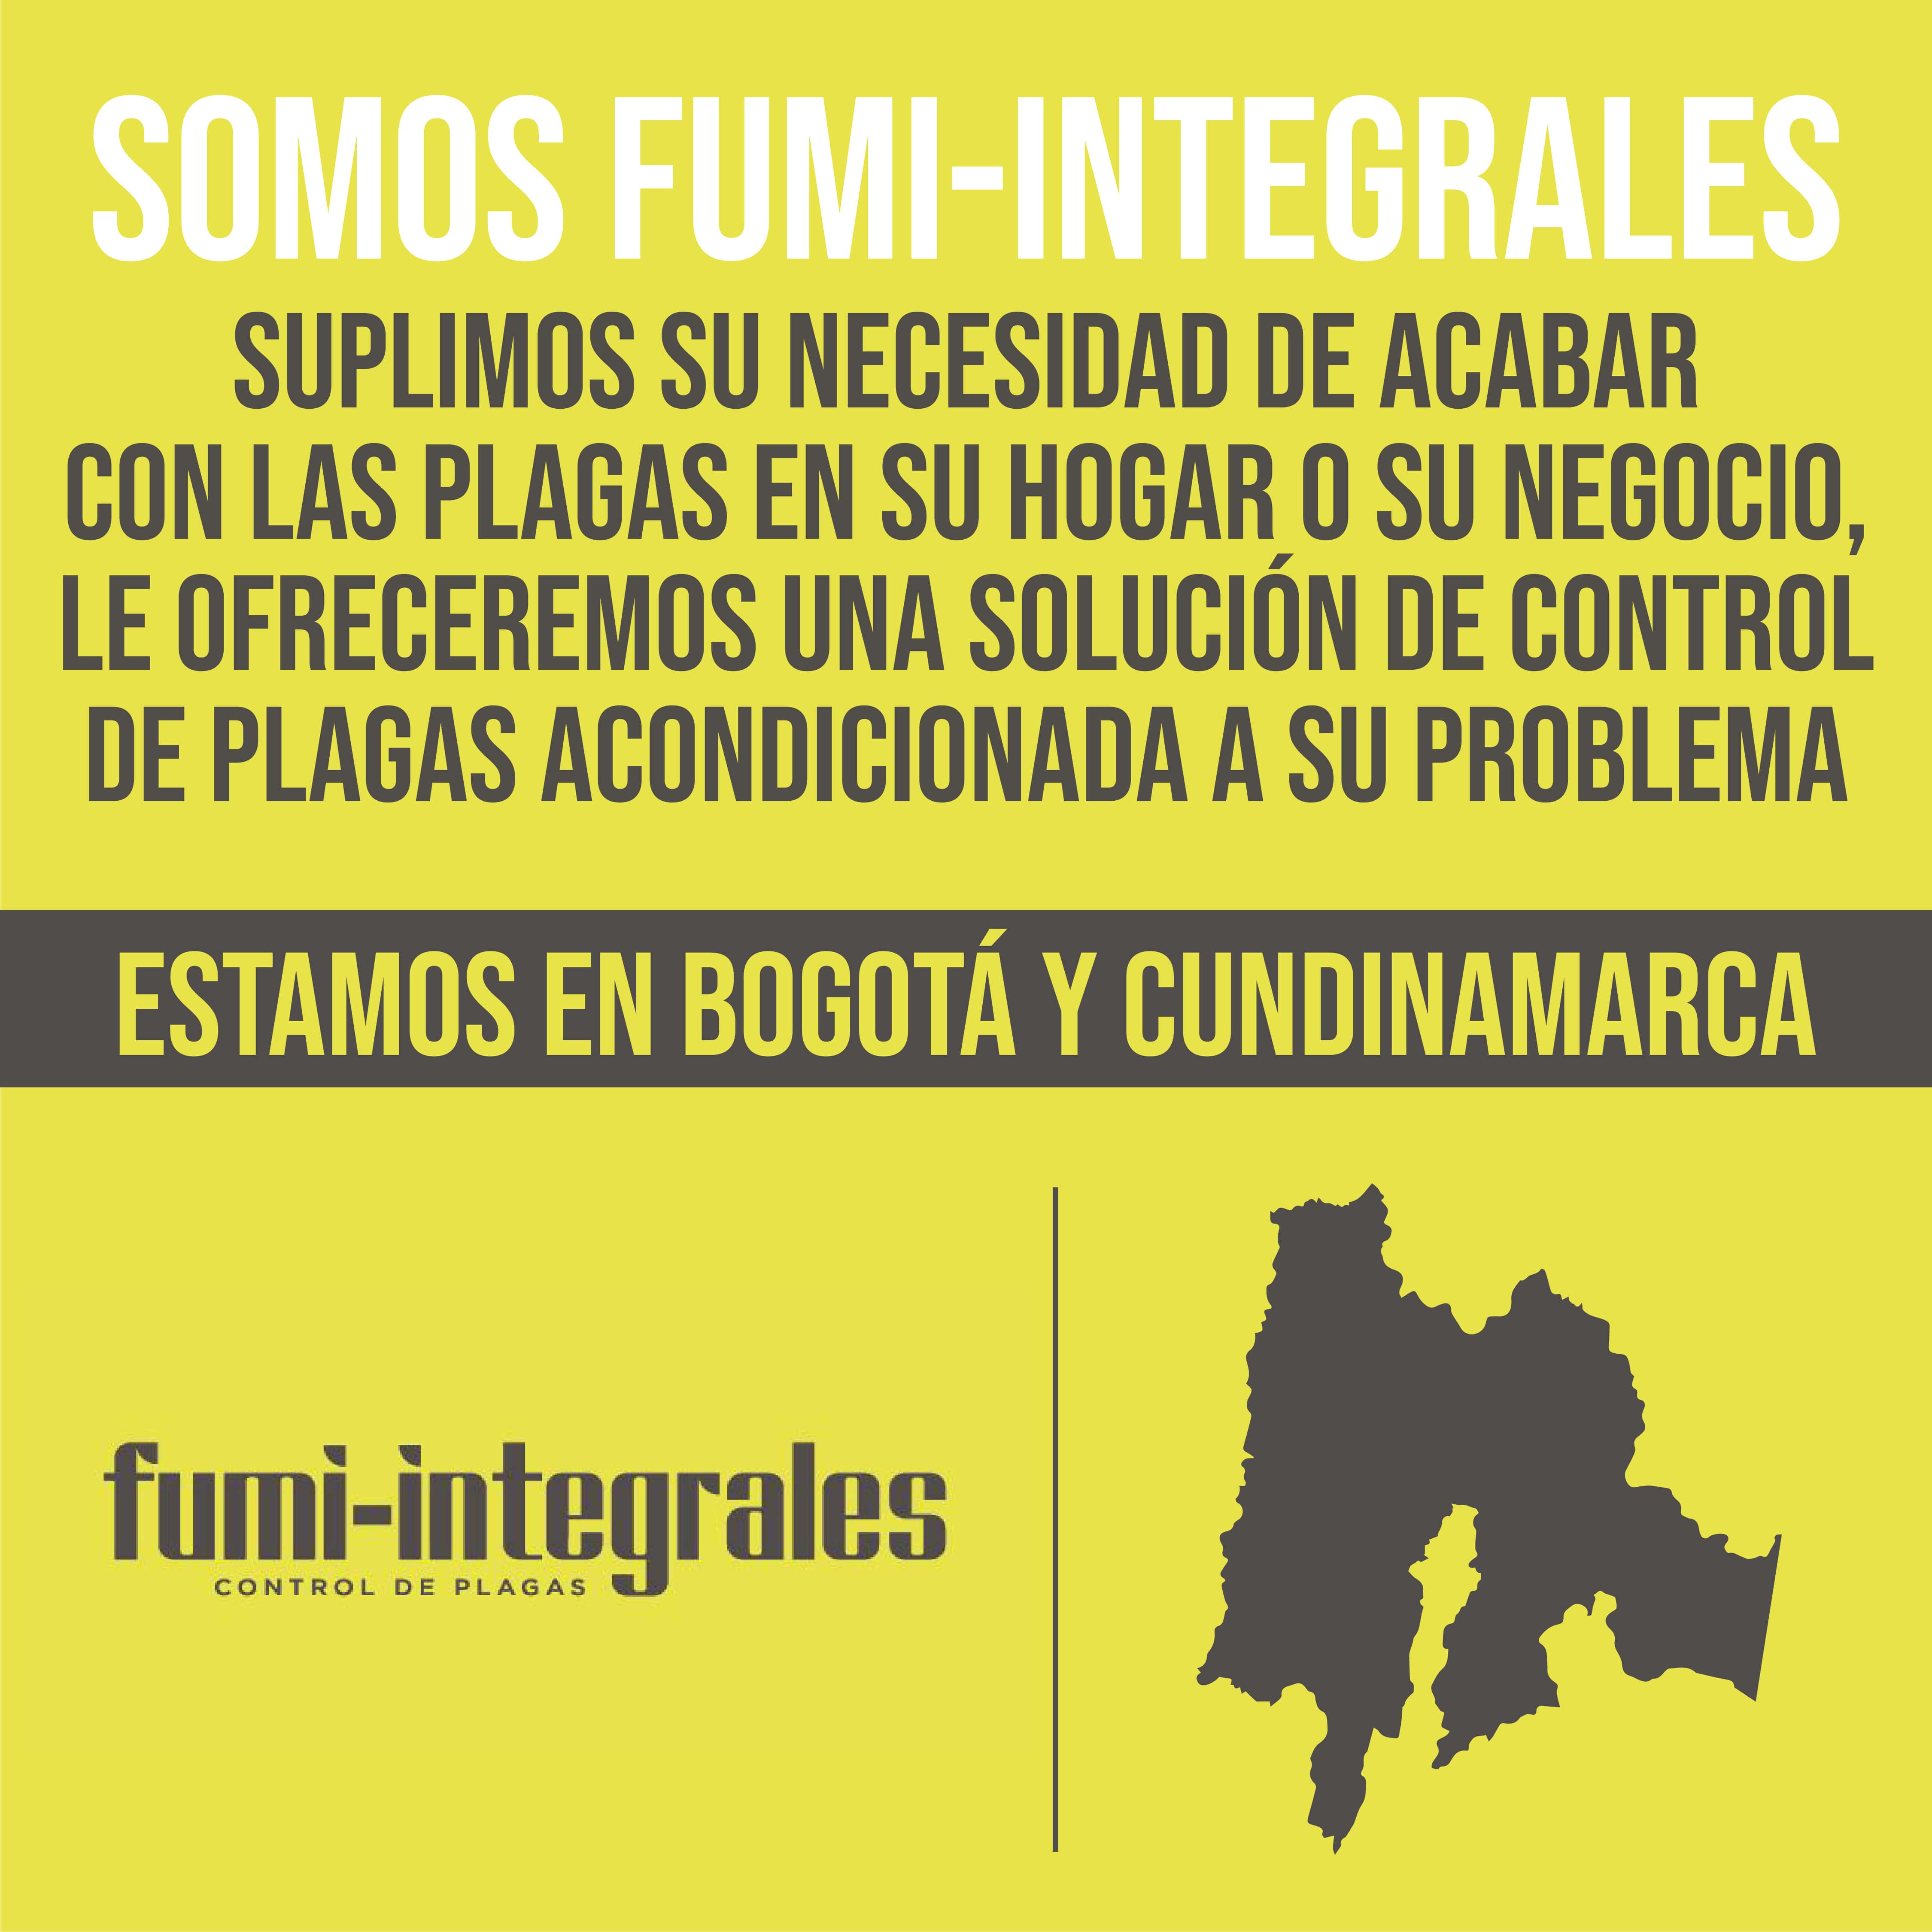 SOMOS FUMI-INTEGRALES
SUPLIMOS SU NECESIDAD DE ACABAR
CON LAS PLAGAS EN SU HOGAR O SU NEGOCIO,
LE OFRECEREMOS UNA SOLUCIÓN DE CONTROL
DE PLAGAS ACONDICIONADA A SU PROBLEMA
ESTAMOS EN BOGOTÁ Y CUNDINAMARCA
fumi-integrales
CONTROL DE PLAGAS